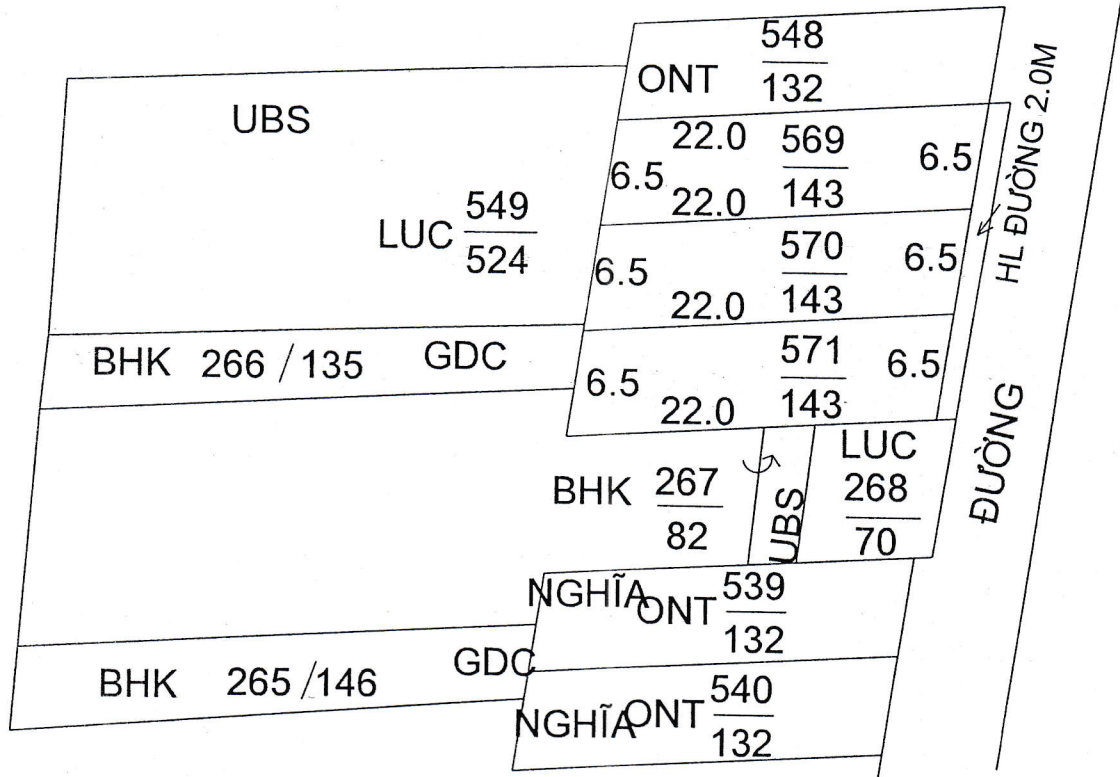 548
ONT
132
UBS
22.0 569 6.5
6.5 22.0 143
HL ĐƯỜNG 2.0M
LUC 549
524
570 6.5
6.5 22.0 143
BHK 266 / 135 GDC
571 6.5
6.5 22.0 143
ĐƯỜNG
LUC
268
70
BHK 267
82
UBS
NGHĨA ONT 539
132
BHK 265 / 146 GDC
NGHĨA ONT 540
132